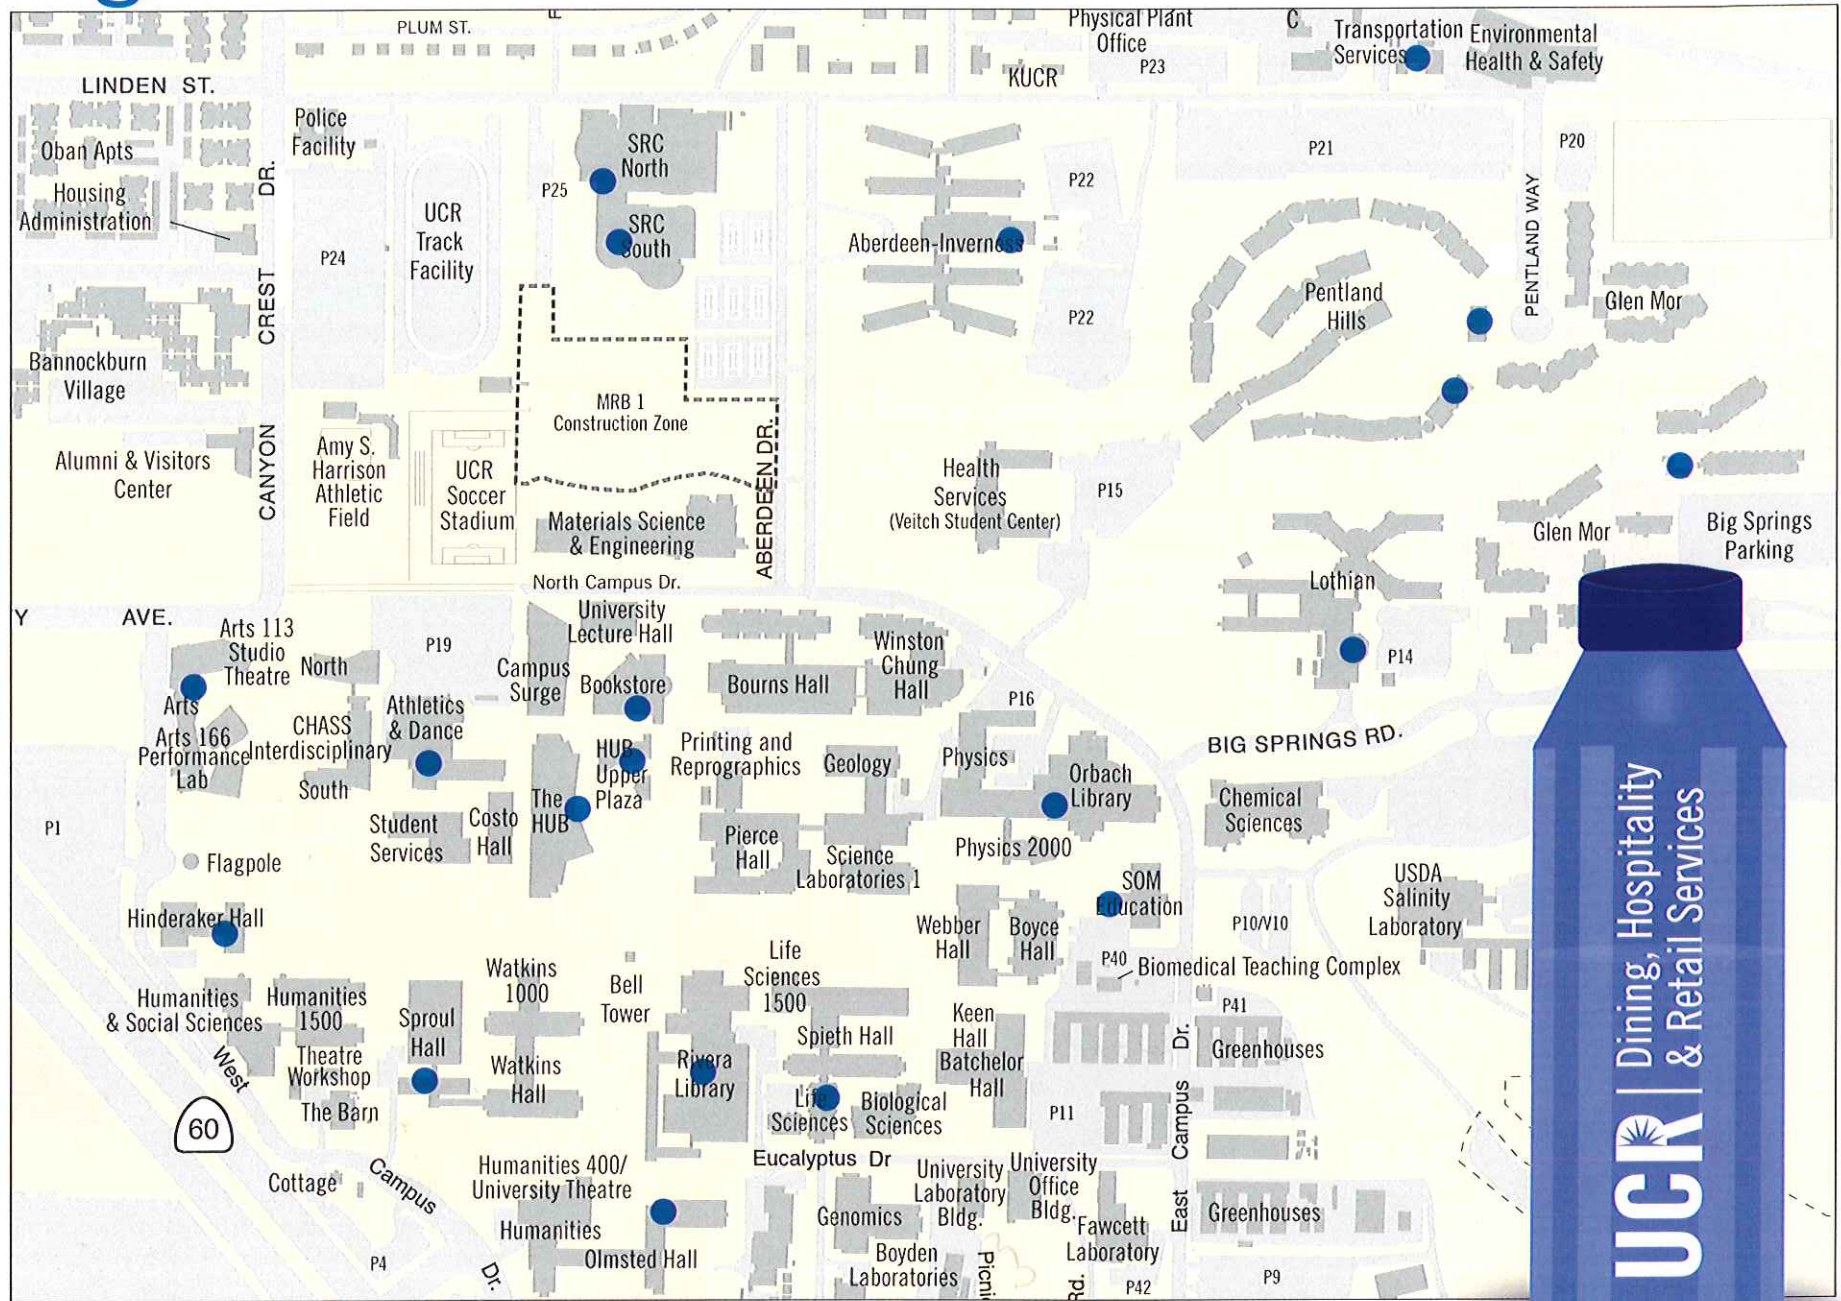 PLUM ST.
Physical Plant
Office
C
Transportation
Services
Environmental
Health & Safety
KUCR
P23
LINDEN ST.
Police
Facility
Oban Apts
Housing
Administration
DR.
P25
SRC
North
SRC
South
UCR
Track
Facility
P24
P22
P21
P20
Aberdeen-Inverness
P22
PENTLAND WAY
Pentland
Hills
Glen Mor
CREST
Bannockburn
Village
MRB 1
Construction Zone
Alumni & Visitors
Center
CANYON
Amy S.
Harrison
Athletic
Field
UCR
Soccer
Stadium
Materials Science
& Engineering
ABERDEEN DR.
Health
Services
(Veitch Student Center)
P15
Glen Mor
Big Springs
Parking
Lothian
North Campus Dr.
Y AVE.
Arts 113
Studio
Theatre
North
P19
University
Lecture Hall
Campus
Surge
Bookstore
Bourns Hall
Winston
Chung
Hall
P16
P14
BIG SPRINGS RD.
Arts
Arts 166
Performance
Lab
CHASS
Interdisciplinary
South
Athletics
& Dance
HUB
Upper
Plaza
Printing and
Reprographics
Geology
Physics
Orbach
Library
Chemical
Sciences
P1
Student
Services
Costo
Hall
The
HUB
Pierce
Hall
Science
Laboratories 1
Physics 2000
Flagpole
SOM
Education
USDA
Salinity
Laboratory
Hinderaker Hall
Webber
Hall
Boyce
Hall
P10/V10
P40
Biomedical Teaching Complex
Humanities
& Social Sciences
Humanities
1500
Sproul
Hall
Watkins
1000
Bell
Tower
Life
Sciences
1500
Spieth Hall
Keen
Hall
Batchelor
Hall
P41
Greenhouses
West
Theatre
Workshop
The Barn
Watkins
Hall
Rivera
Library
Life
Sciences
Biological
Sciences
P11
Dr.
Campus
East
60
Eucalyptus Dr
Cottage
Campus
Dr.
Humanities 400/
University Theatre
Humanities
Olmsted Hall
Genomics
University
Laboratory
Bldg.
University
Office
Bldg.
Fawcett
Laboratory
Greenhouses
Boyden
Laboratories
Picnic
Rd.
P4
P42
P9
UCR | Dining, Hospitality
& Retail Services